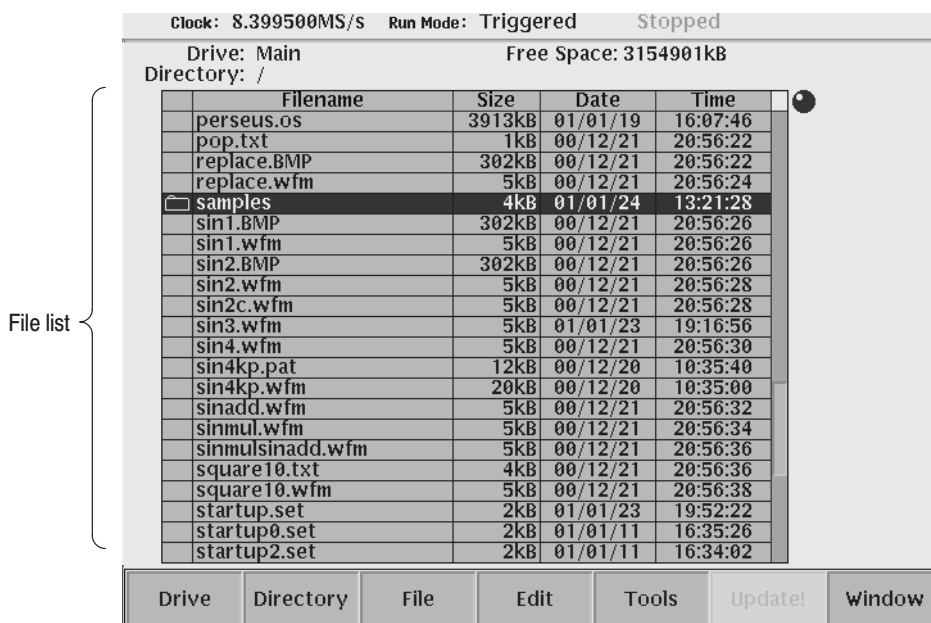 Clock: 8.399500MS/s Run Mode: Triggered Stopped
Drive: Main Free Space: 3154901kB
Directory: /
Filename Size Date Time
perseus.os 3913kB 01/01/19 16:07:46
pop.txt 1kB 00/12/21 20:56:22
replace.BMP 302kB 00/12/21 20:56:22
replace.wfm 5kB 00/12/21 20:56:24
samples 4kB 01/01/24 13:21:28
sin1.BMP 302kB 00/12/21 20:56:26
sin1.wfm 5kB 00/12/21 20:56:26
sin2.BMP 302kB 00/12/21 20:56:26
sin2.wfm 5kB 00/12/21 20:56:28
sin2c.wfm 5kB 00/12/21 20:56:28
File list
sin3.wfm 5kB 01/01/23 19:16:56
sin4.wfm 5kB 00/12/21 20:56:30
sin4kp.pat 12kB 00/12/20 10:35:40
sin4kp.wfm 20kB 00/12/20 10:35:00
sinadd.wfm 5kB 00/12/21 20:56:32
sinmul.wfm 5kB 00/12/21 20:56:34
sinmulsinadd.wfm 5kB 00/12/21 20:56:36
square10.txt 4kB 00/12/21 20:56:36
square10.wfm 5kB 00/12/21 20:56:38
startup.set 2kB 01/01/23 19:52:22
startup0.set 2kB 01/01/11 16:35:26
startup2.set 2kB 01/01/11 16:34:02
Drive Directory File Edit Tools Update! Window